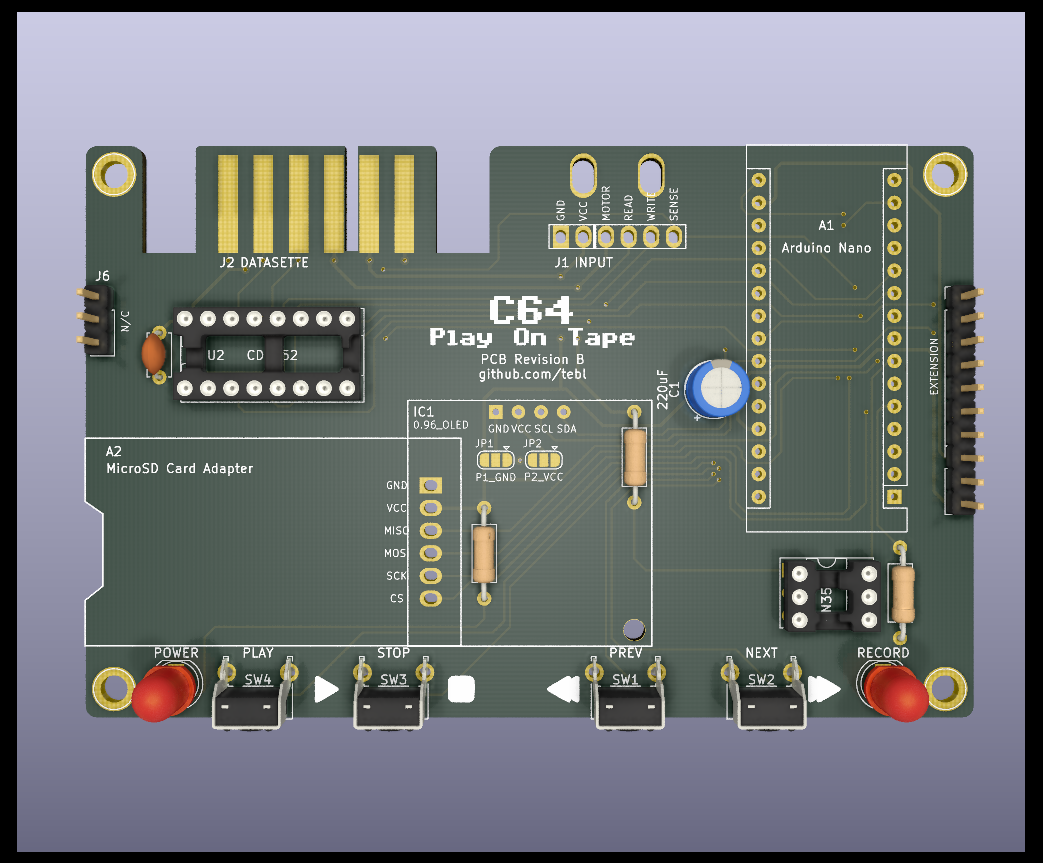 GND
VCC
MOTOR
READ
WRITE
SENSE
J1 INPUT
J2 DATASETTE
A1
Arduino Nano
J6
N/C
C64
Play On Tape
PCB Revision B
github.com/tebl
U2
220uF
C1
+
EXTENSION
IC1
0.96_OLED
GND VCC SCL SDA
JP1
JP2
P1_GND
P2_VCC
A2
MicroSD Card Adapter
GND
VCC
MISO
MOS
SCK
CS
N35
POWER
PLAY
STOP
PREV
NEXT
RECORD
SW4
SW3
SW1
SW2